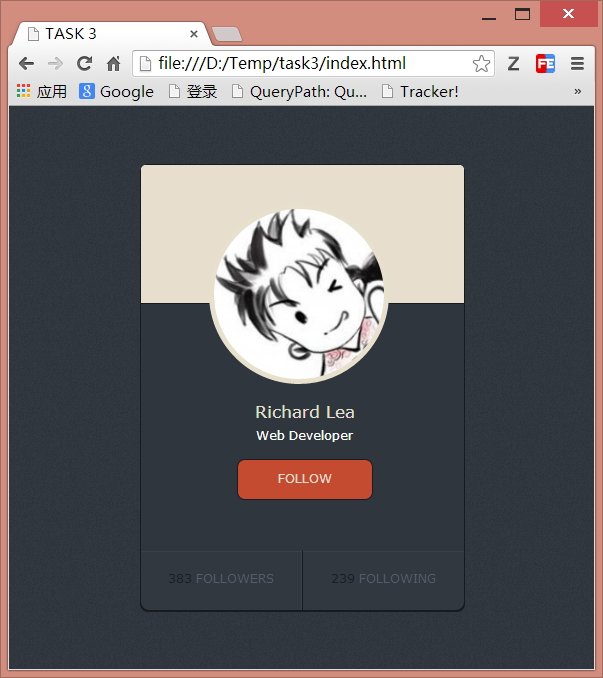 TASK 3
file:///D:/Temp/task3/index.html
应用 Google 登录 QueryPath: Qu... Tracker! »
Richard Lea
Web Developer
FOLLOW
383 FOLLOWERS 239 FOLLOWING